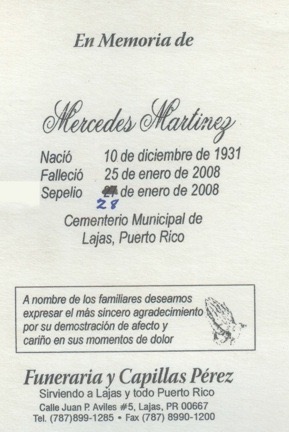 En Memoria de
Mercedes Martinez
Nació 10 de diciembre de 1931
Falleció 25 de enero de 2008
Sepelio 27 de enero de 2008
28
Cementerio Municipal de
Lajas, Puerto Rico
A nombre de los familiares deseamos
expresar el más sincero agradecimiento
por su demostración de afecto y
cariño en sus momentos de dolor
Funeraria y Capillas Pérez
Sirviendo a Lajas y todo Puerto Rico
Calle Juan P. Aviles #5, Lajas, PR 00667
Tel. (787)899-1285 • Fax (787) 8990-1200